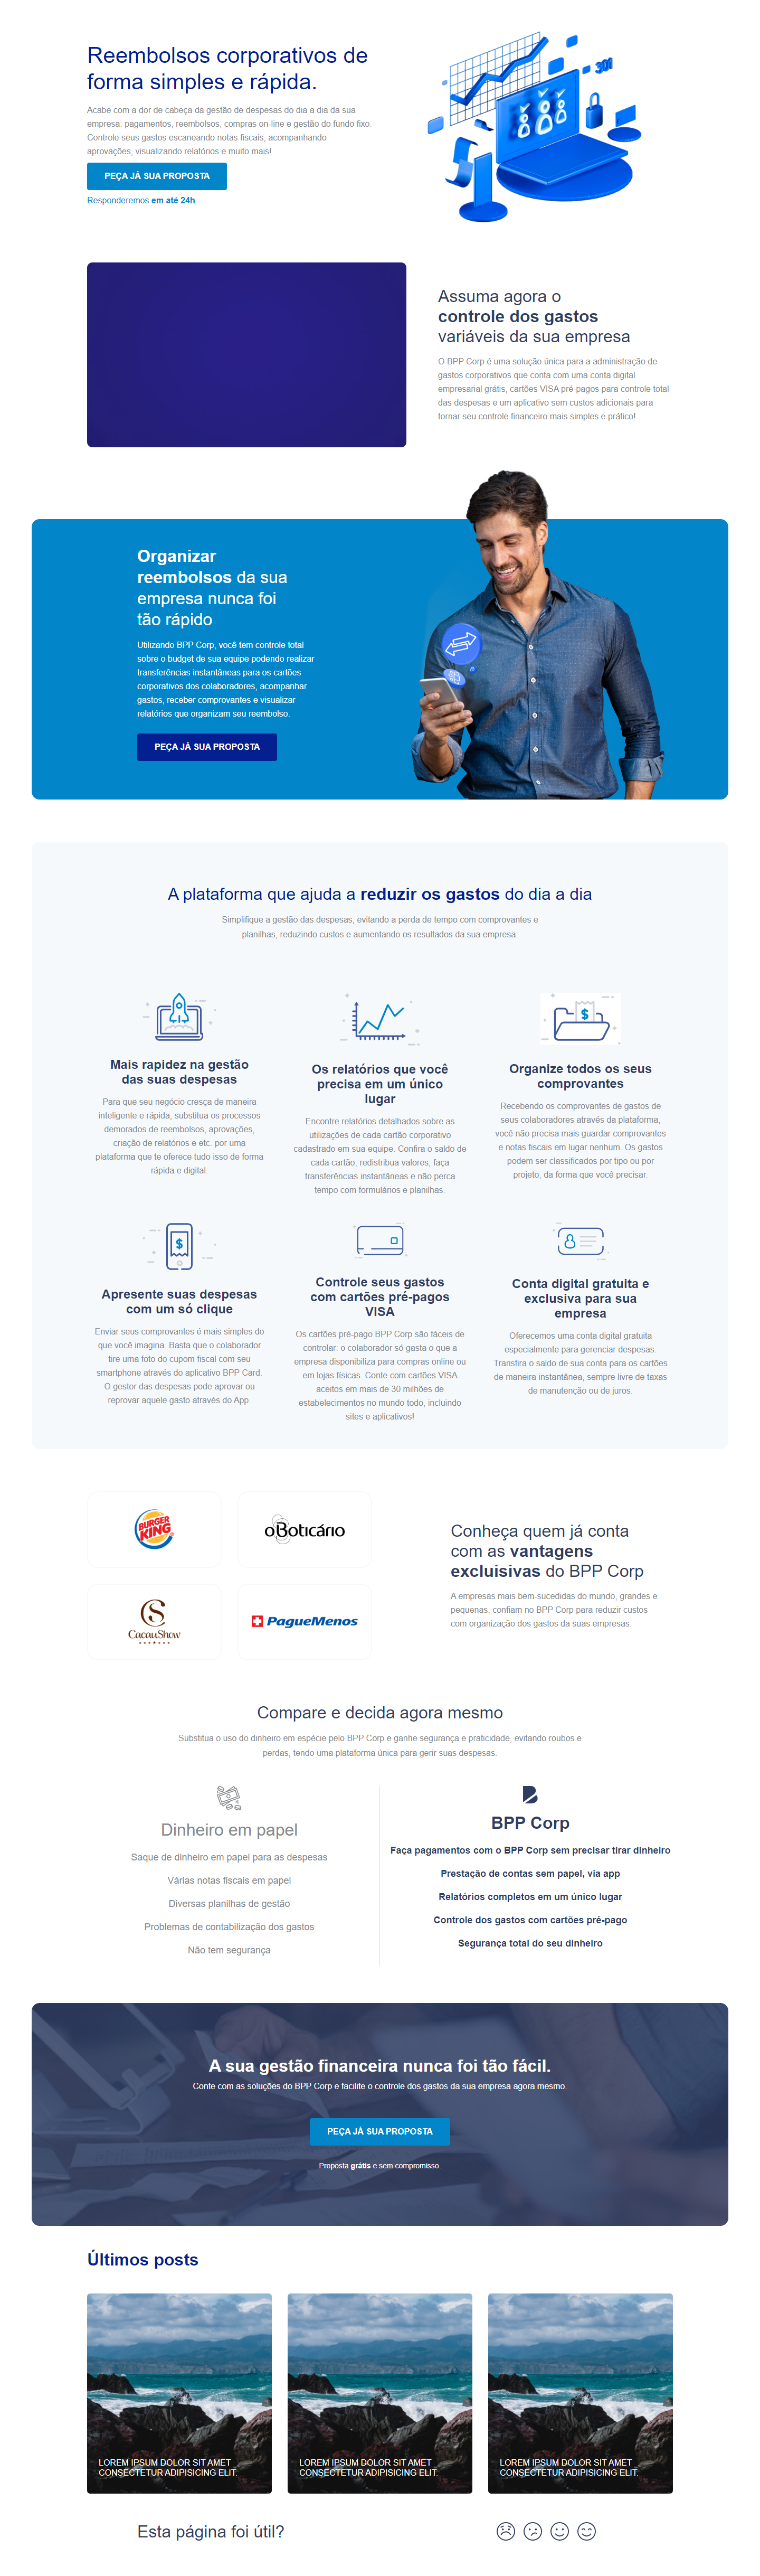 Reembolsos corporativos de
forma simples e rápida.
Acabe com a dor de cabeça da gestão de despesas do dia a dia da sua
empresa: pagamentos, reembolsos, compras on-line e gestão do fundo fixo.
Controle seus gastos escaneando notas fiscais, acompanhando
aprovações, visualizando relatórios e muito mais!
PEÇA JÁ SUA PROPOSTA
Responderemos em até 24h
Assuma agora o
controle dos gastos
variáveis da sua empresa
O BPP Corp é uma solução única para a administração de
gastos corporativos que conta com uma conta digital
empresarial grátis, cartões VISA pré-pagos para controle total
das despesas e um aplicativo sem custos adicionais para
tornar seu controle financeiro mais simples e prático!
Organizar
reembolsos da sua
empresa nunca foi
tão rápido
Utilizando BPP Corp, você tem controle total
sobre o budget de sua equipe podendo realizar
transferências instantâneas para os cartões
corporativos dos colaboradores, acompanhar
gastos, receber comprovantes e visualizar
relatórios que organizam seu reembolso.
PEÇA JÁ SUA PROPOSTA
A plataforma que ajuda a reduzir os gastos do dia a dia
Simplifique a gestão das despesas, evitando a perda de tempo com comprovantes e
planilhas, reduzindo custos e aumentando os resultados da sua empresa.
Mais rapidez na gestão
das suas despesas
Para que seu negócio cresça de maneira
inteligente e rápida, substitua os processos
demorados de reembolsos, aprovações,
criação de relatórios e etc. por uma
plataforma que te oferece tudo isso de forma
rápida e digital.
Os relatórios que você
precisa em um único
lugar
Encontre relatórios detalhados sobre as
utilizações de cada cartão corporativo
cadastrado em sua equipe. Confira o saldo de
cada cartão, redistribua valores, faça
transferências instantâneas e não perca
tempo com formulários e planilhas.
$
Organize todos os seus
comprovantes
Recebendo os comprovantes de gastos de
seus colaboradores através da plataforma,
você não precisa mais guardar comprovantes
e notas fiscais em lugar nenhum. Os gastos
podem ser classificados por tipo ou por
projeto, da forma que você precisar.
$
Apresente suas despesas
com um só clique
Enviar seus comprovantes é mais simples do
que você imagina. Basta que o colaborador
tire uma foto do cupom fiscal com seu
smartphone através do aplicativo BPP Card.
O gestor das despesas pode aprovar ou
reprovar aquele gasto através do App.
Controle seus gastos
com cartões pré-pagos
VISA
Os cartões pré-pago BPP Corp são fáceis de
controlar: o colaborador só gasta o que a
empresa disponibiliza para compras online ou
em lojas físicas. Conte com cartões VISA
aceitos em mais de 30 milhões de
estabelecimentos no mundo todo, incluindo
sites e aplicativos!
Conta digital gratuita e
exclusiva para sua
empresa
Oferecemos uma conta digital gratuita
especialmente para gerenciar despesas.
Transfira o saldo de sua conta para os cartões
de maneira instantânea, sempre livre de taxas
de manutenção ou de juros.
BURGER
KING
oBoticário
CacauShow
PagueMenos
Conheça quem já conta
com as vantagens
excluisivas do BPP Corp
A empresas mais bem-sucedidas do mundo, grandes e
pequenas, confiam no BPP Corp para reduzir custos
com organização dos gastos da suas empresas.
Compare e decida agora mesmo
Substitua o uso do dinheiro em espécie pelo BPP Corp e ganhe segurança e praticidade, evitando roubos e
perdas, tendo uma plataforma única para gerir suas despesas.
Dinheiro em papel
Saque de dinheiro em papel para as despesas
Várias notas fiscais em papel
Diversas planilhas de gestão
Problemas de contabilização dos gastos
Não tem segurança
BPP Corp
Faça pagamentos com o BPP Corp sem precisar tirar dinheiro
Prestação de contas sem papel, via app
Relatórios completos em um único lugar
Controle dos gastos com cartões pré-pago
Segurança total do seu dinheiro
A sua gestão financeira nunca foi tão fácil.
Conte com as soluções do BPP Corp e facilite o controle dos gastos da sua empresa agora mesmo.
PEÇA JÁ SUA PROPOSTA
Proposta grátis e sem compromisso.
Últimos posts
LOREM IPSUM DOLOR SIT AMET
CONSECTETUR ADIPISICING ELIT.
LOREM IPSUM DOLOR SIT AMET
CONSECTETUR ADIPISICING ELIT.
LOREM IPSUM DOLOR SIT AMET
CONSECTETUR ADIPISICING ELIT.
Esta página foi útil?